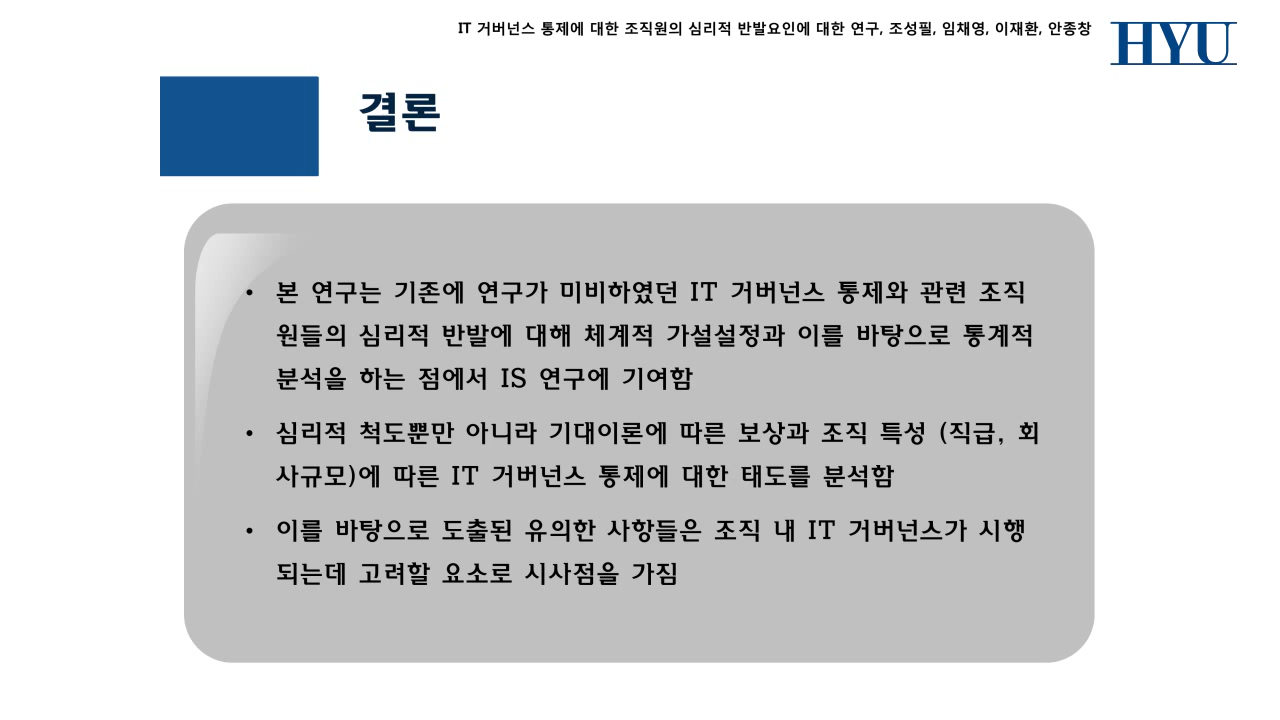 IT 거버넌스 통제에 대한 조직원의 심리적 반발요인에 대한 연구, 조성필, 임채영, 이재환, 안종창
HYU
결론
• 본 연구는 기존에 연구가 미비하였던 IT 거버넌스 통제와 관련 조직
원들의 심리적 반발에 대해 체계적 가설설정과 이를 바탕으로 통계적
분석을 하는 점에서 IS 연구에 기여함
• 심리적 척도뿐만 아니라 기대이론에 따른 보상과 조직 특성 (직급, 회
사규모)에 따른 IT 거버넌스 통제에 대한 태도를 분석함
• 이를 바탕으로 도출된 유의한 사항들은 조직 내 IT 거버넌스가 시행
되는데 고려할 요소로 시사점을 가짐